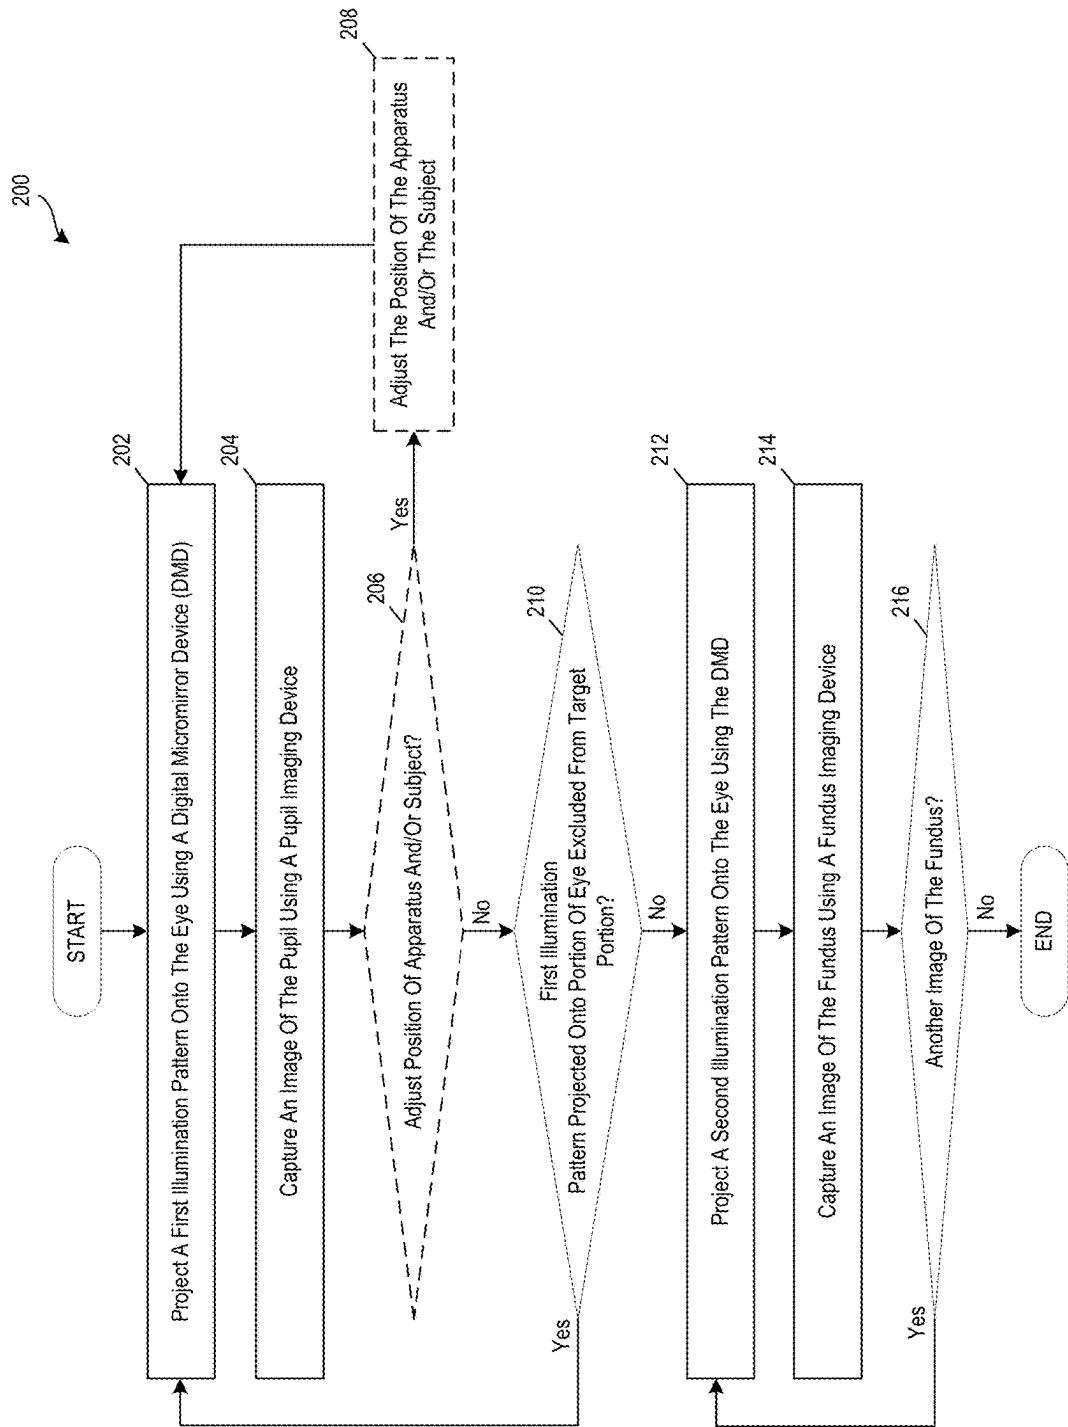 200
START
202
Project A First Illumination Pattern Onto The Eye Using A Digital Micromirror Device (DMD)
204
Capture An Image Of The Pupil Using A Pupil Imaging Device
206
Adjust Position Of Apparatus And/Or Subject?
Yes
208
Adjust The Position Of The Apparatus
And/Or The Subject
No
210
First Illumination
Pattern Projected Onto Portion Of Eye Excluded From Target
Portion?
Yes
No
212
Project A Second Illumination Pattern Onto The Eye Using The DMD
214
Capture An Image Of The Fundus Using A Fundus Imaging Device
216
Another Image Of The Fundus?
Yes
No
END